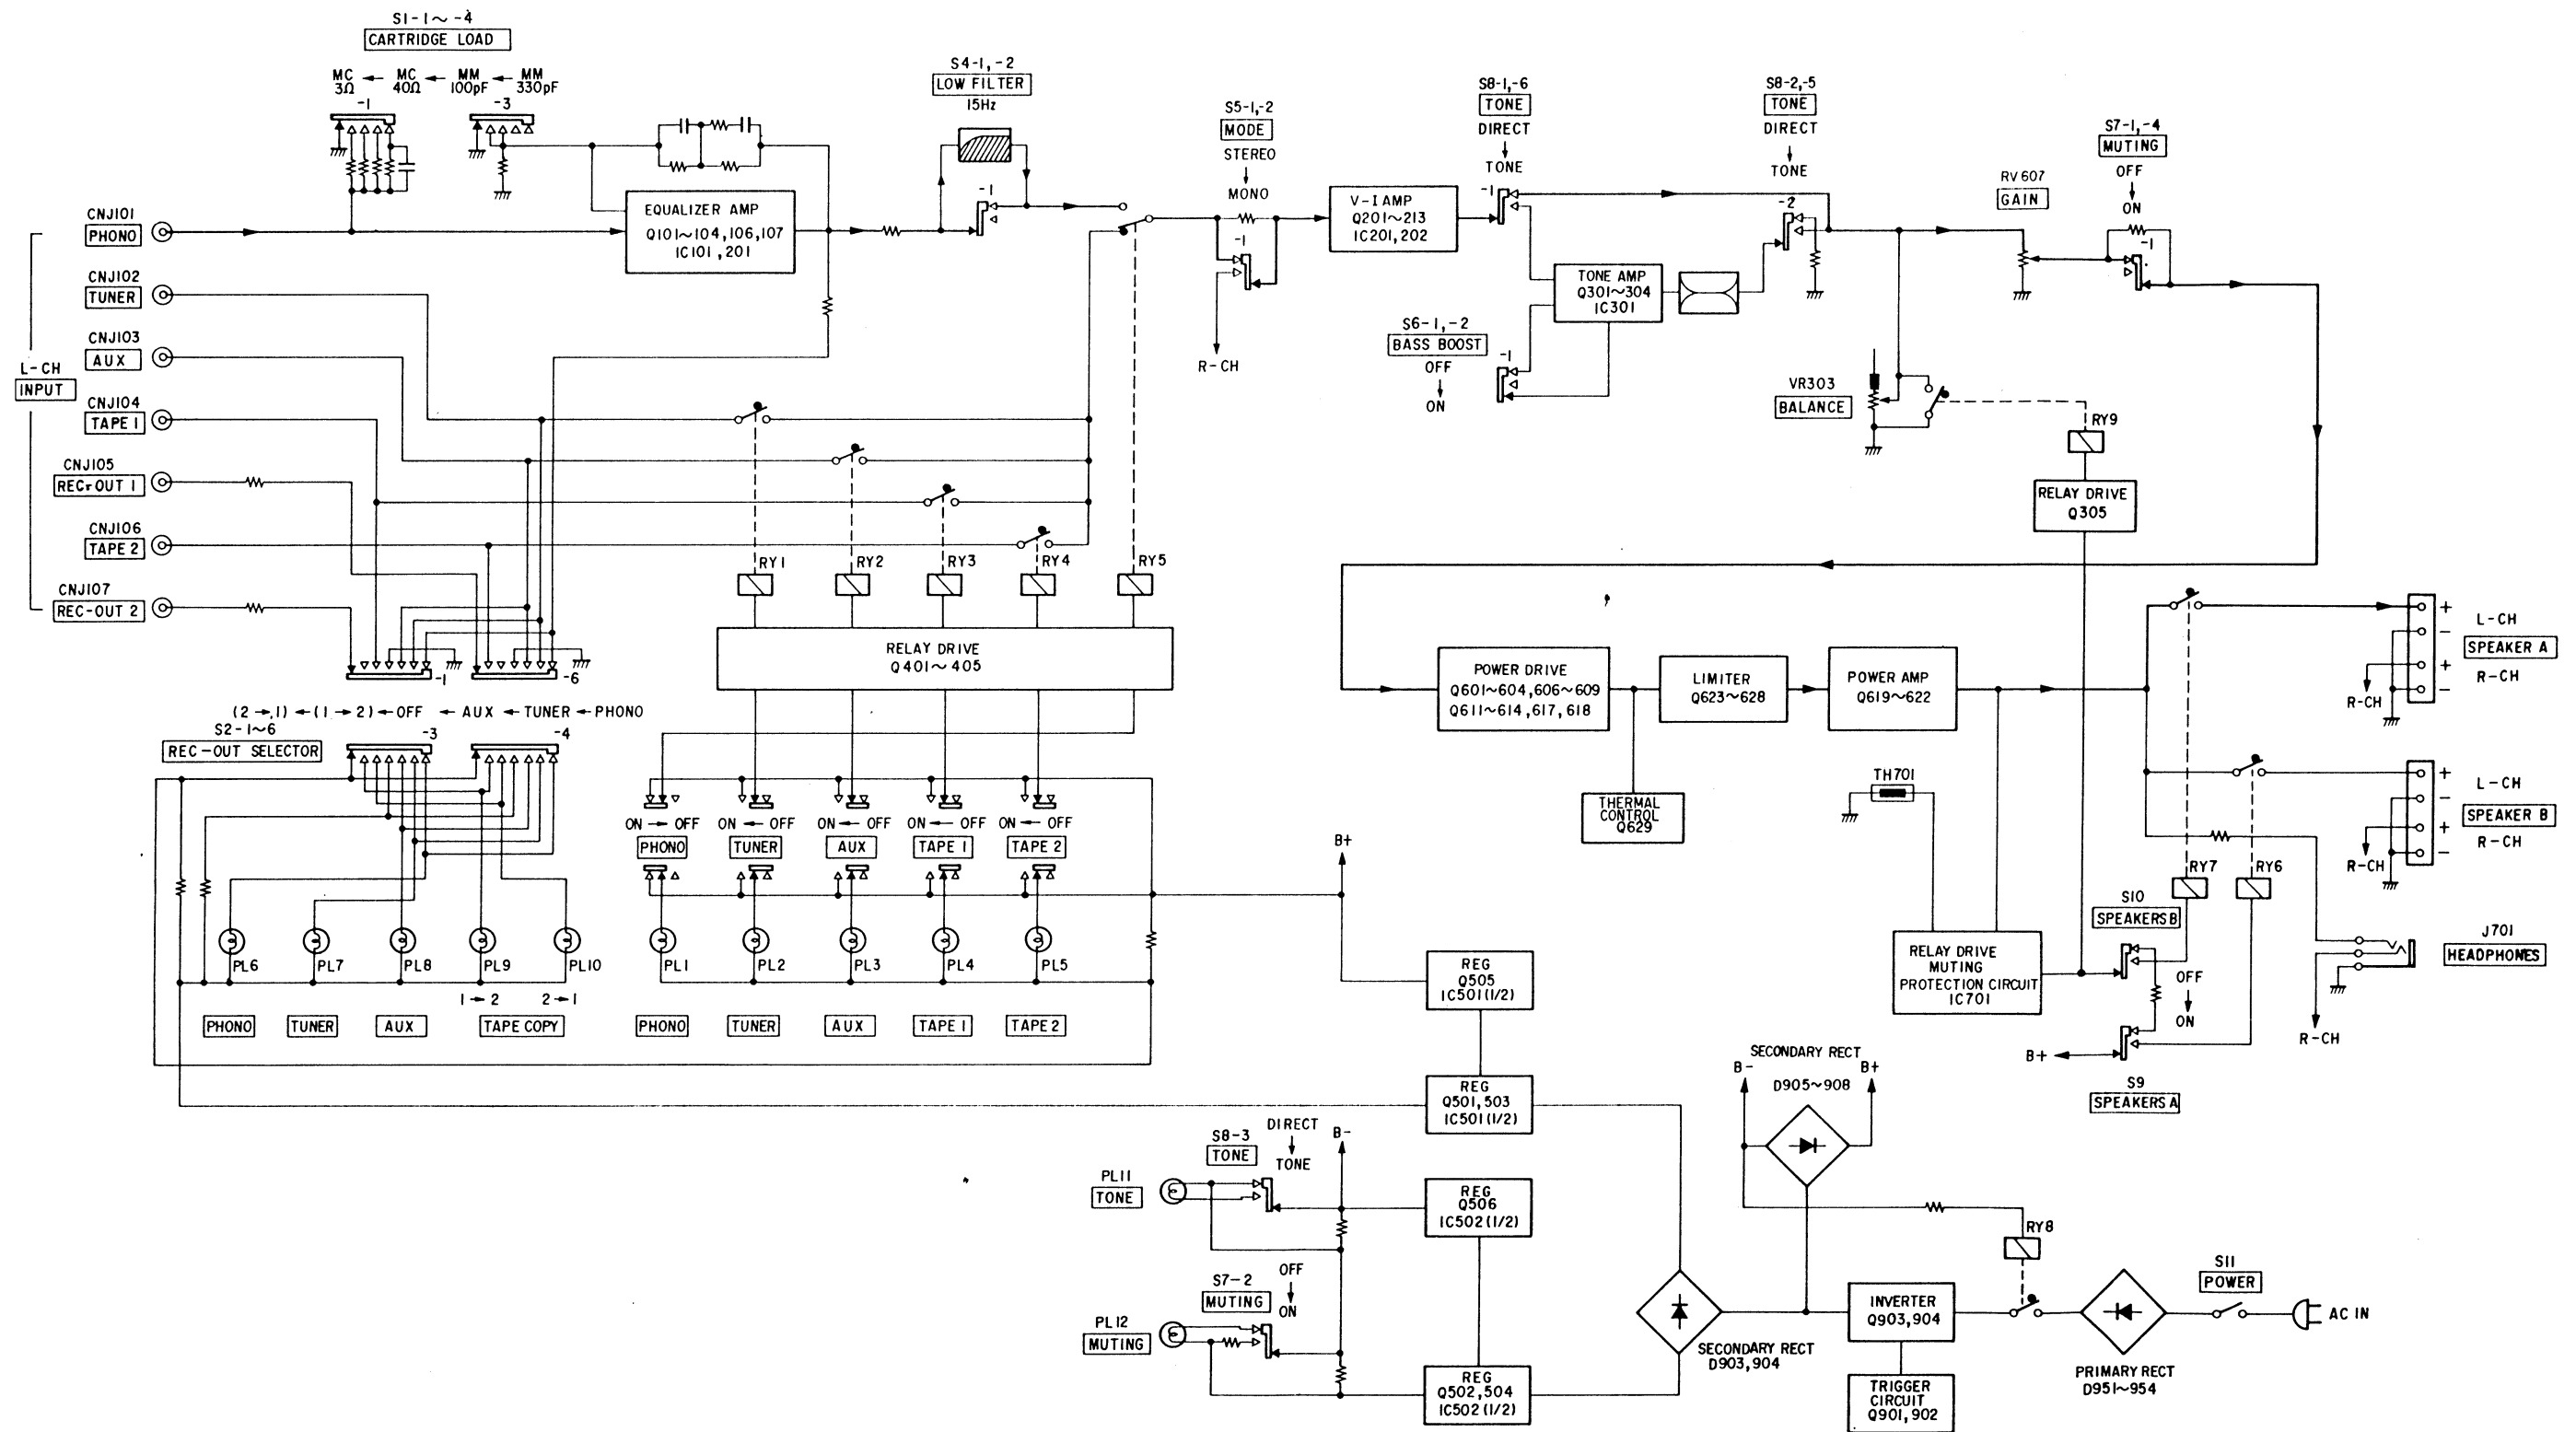 S1-1~-4
CARTRIDGE LOAD
MC ← MC ← MM ← MM
3Ω 40Ω 100pF 330pF
-1
-3
S4-1,-2
LOW FILTER
15Hz
-1
S5-1,-2
MODE
STEREO
↓
MONO
-1
R-CH
S8-1,-6
TONE
DIRECT
↓
TONE
-1
S8-2,-5
TONE
DIRECT
↓
TONE
-2
S7-1,-4
MUTING
OFF
↓
ON
-1
RV607
GAIN
L-CH
INPUT
CNJ101
PHONO
CNJ102
TUNER
CNJ103
AUX
CNJ104
TAPE 1
CNJ105
REC-OUT 1
CNJ106
TAPE 2
CNJ107
REC-OUT 2
EQUALIZER AMP
Q101~104,106,107
IC101,201
V-I AMP
Q201~213
IC201,202
TONE AMP
Q301~304
IC301
S6-1,-2
BASS BOOST
OFF
↓
ON
-1
VR303
BALANCE
RY9
RELAY DRIVE
Q305
RY1
RY2
RY3
RY4
RY5
RELAY DRIVE
Q401~405
-1
-6
(2→1)←(1→2)←OFF ←AUX←TUNER←PHONO
S2-1~6
REC-OUT SELECTOR
-3
-4
ON → OFF
ON ← OFF
ON ← OFF
ON ← OFF
ON ← OFF
PHONO
TUNER
AUX
TAPE 1
TAPE 2
PL6
PL7
PL8
PL9
PL10
PL1
PL2
PL3
PL4
PL5
1→2
2→1
PHONO
TUNER
AUX
TAPE COPY
PHONO
TUNER
AUX
TAPE 1
TAPE 2
POWER DRIVE
Q601~604,606~609
Q611~614,617,618
LIMITER
Q623~628
POWER AMP
Q619~622
THERMAL
CONTROL
Q629
TH701
RELAY DRIVE
MUTING
PROTECTION CIRCUIT
IC701
RY7
RY6
S10
SPEAKERS B
OFF
↓
ON
B+
S9
SPEAKERS A
+
−
+
−
L-CH
SPEAKER A
R-CH
R-CH
+
−
+
−
L-CH
SPEAKER B
R-CH
R-CH
J701
HEADPHONES
R-CH
B+
REG
Q505
IC501(1/2)
REG
Q501,503
IC501(1/2)
B-
REG
Q506
IC502(1/2)
REG
Q502,504
IC502(1/2)
S8-3
TONE
DIRECT
↓
TONE
PL11
TONE
S7-2
MUTING
OFF
↓
ON
PL12
MUTING
SECONDARY RECT
D905~908
B-
B+
SECONDARY RECT
D903,904
RY8
INVERTER
Q903,904
TRIGGER
CIRCUIT
Q901,902
PRIMARY RECT
D951~954
S11
POWER
AC IN